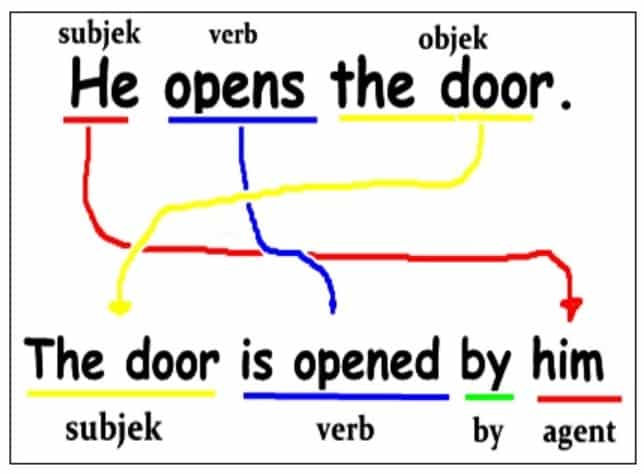 subjek verb objek
He opens the door.
The door is opened by him
subjek verb by agent